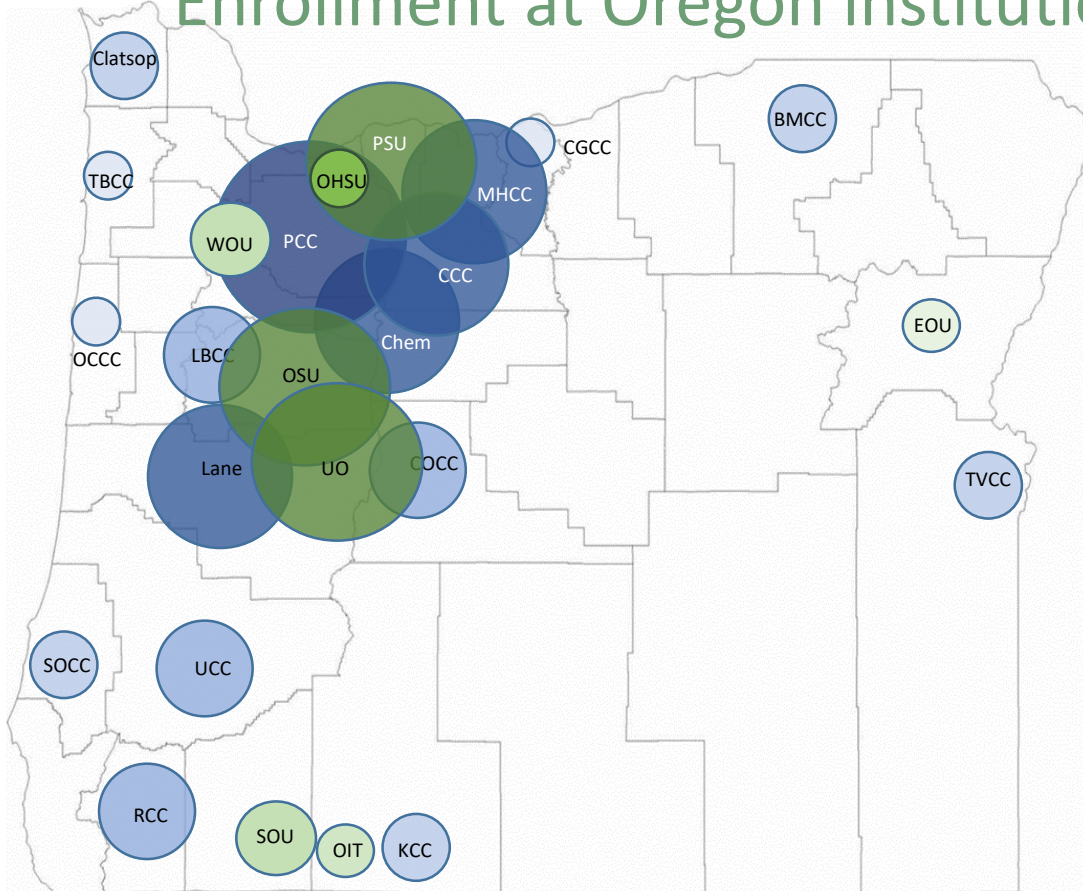 Enrollment at Oregon Institutio
Clatsop
BMCC
PSU
CGCC
TBCC
OHSU
MHCC
WOU
PCC
CCC
EOU
OCCC
LBCC
Chem
OSU
Lane
UO
COCC
TVCC
SOCC
UCC
RCC
SOU
OIT
KCC